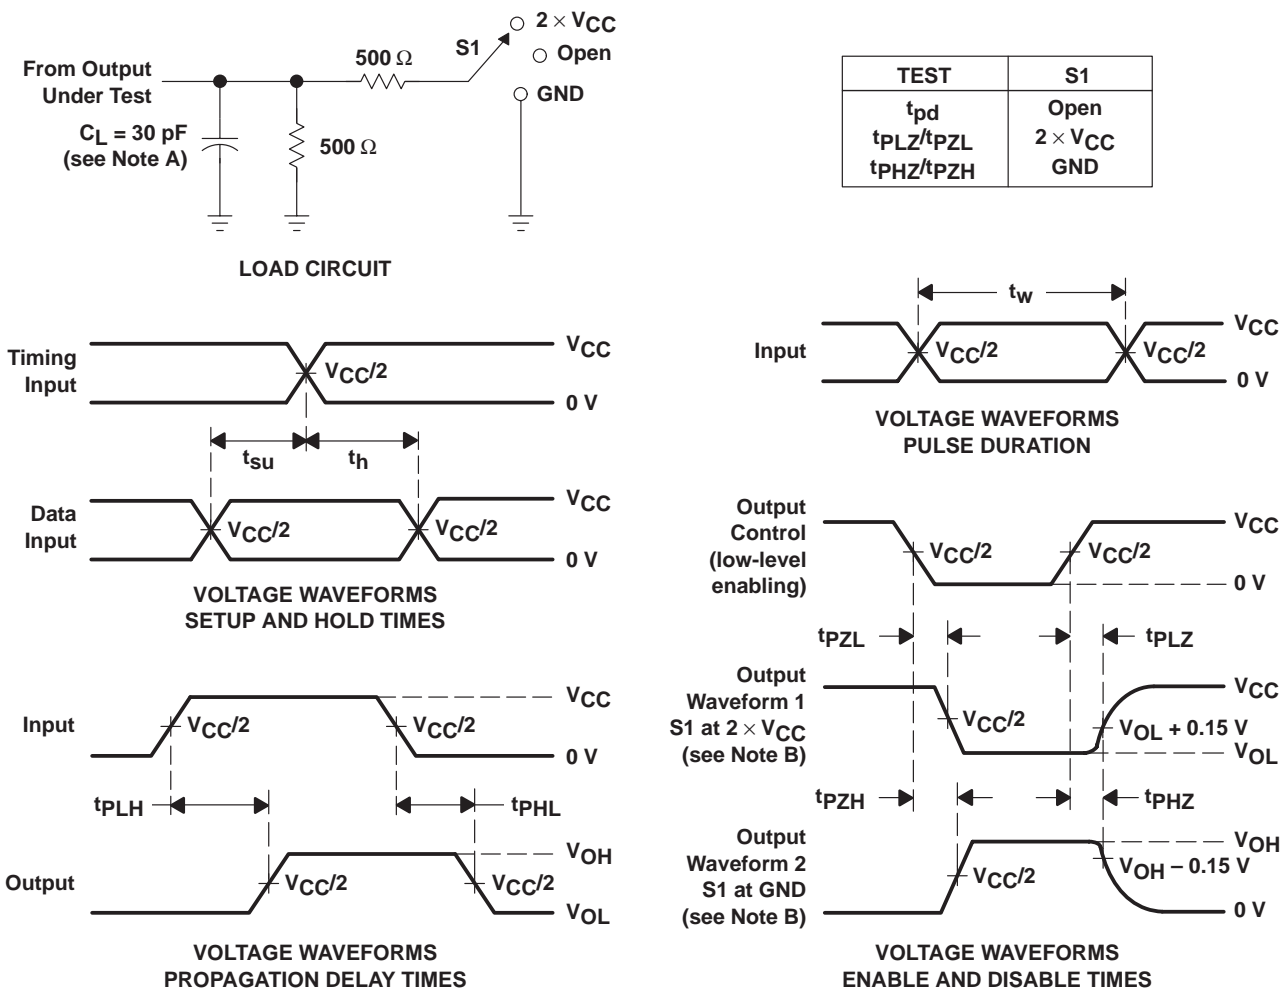 2 × VCC
S1
Open
500 Ω
From Output
Under Test
GND
CL = 30 pF
(see Note A)
500 Ω
LOAD CIRCUIT
TEST S1
tpd Open
tPLZ/tPZL 2 × VCC
tPHZ/tPZH GND
Timing
Input
VCC
VCC/2
0 V
tsu th
Data
Input
VCC
VCC/2 VCC/2
0 V
VOLTAGE WAVEFORMS
SETUP AND HOLD TIMES
tw
Input
VCC
VCC/2 VCC/2
0 V
VOLTAGE WAVEFORMS
PULSE DURATION
Input
VCC
VCC/2 VCC/2
0 V
tPLH tPHL
Output
VOH
VCC/2 VCC/2
VOL
VOLTAGE WAVEFORMS
PROPAGATION DELAY TIMES
Output
Control
(low-level
enabling)
VCC
VCC/2 VCC/2
0 V
tPZL tPLZ
Output
Waveform 1
S1 at 2 × VCC
(see Note B)
VCC
VCC/2 VOL + 0.15 V
VOL
tPZH tPHZ
Output
Waveform 2
S1 at GND
(see Note B)
VOH
VCC/2 VOH – 0.15 V
0 V
VOLTAGE WAVEFORMS
ENABLE AND DISABLE TIMES